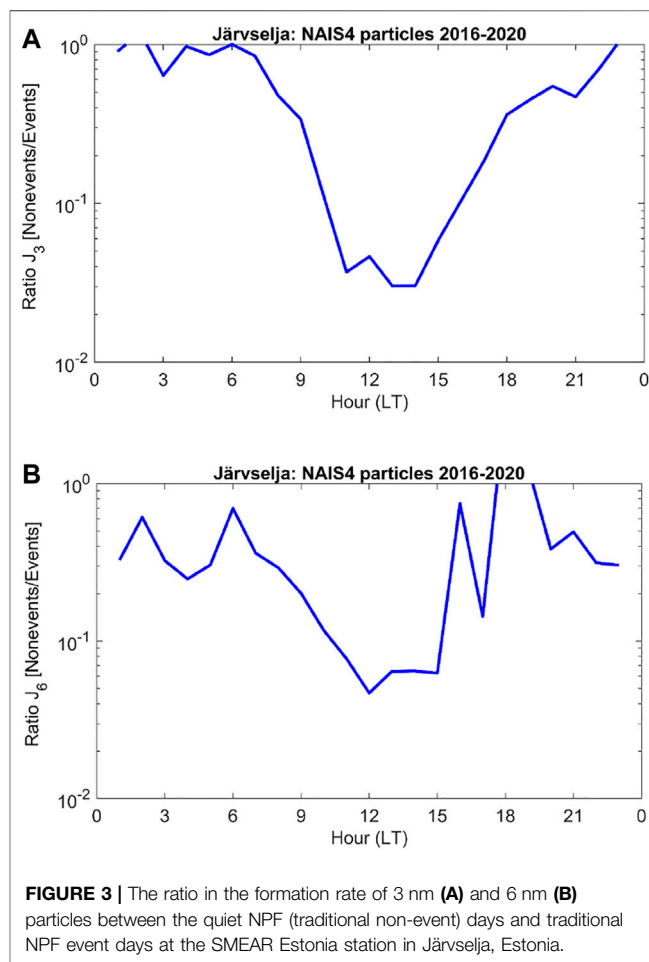 A
Järvselja: NAIS4 particles 2016-2020
Ratio J3 [Nonevents/Events]
10^0
10^-1
10^-2
0 3 6 9 12 15 18 21 0
Hour (LT)
B
Järvselja: NAIS4 particles 2016-2020
Ratio J6 [Nonevents/Events]
10^0
10^-1
10^-2
0 3 6 9 12 15 18 21 0
Hour (LT)
FIGURE 3 | The ratio in the formation rate of 3 nm (A) and 6 nm (B)
particles between the quiet NPF (traditional non-event) days and traditional
NPF event days at the SMEAR Estonia station in Järvselja, Estonia.